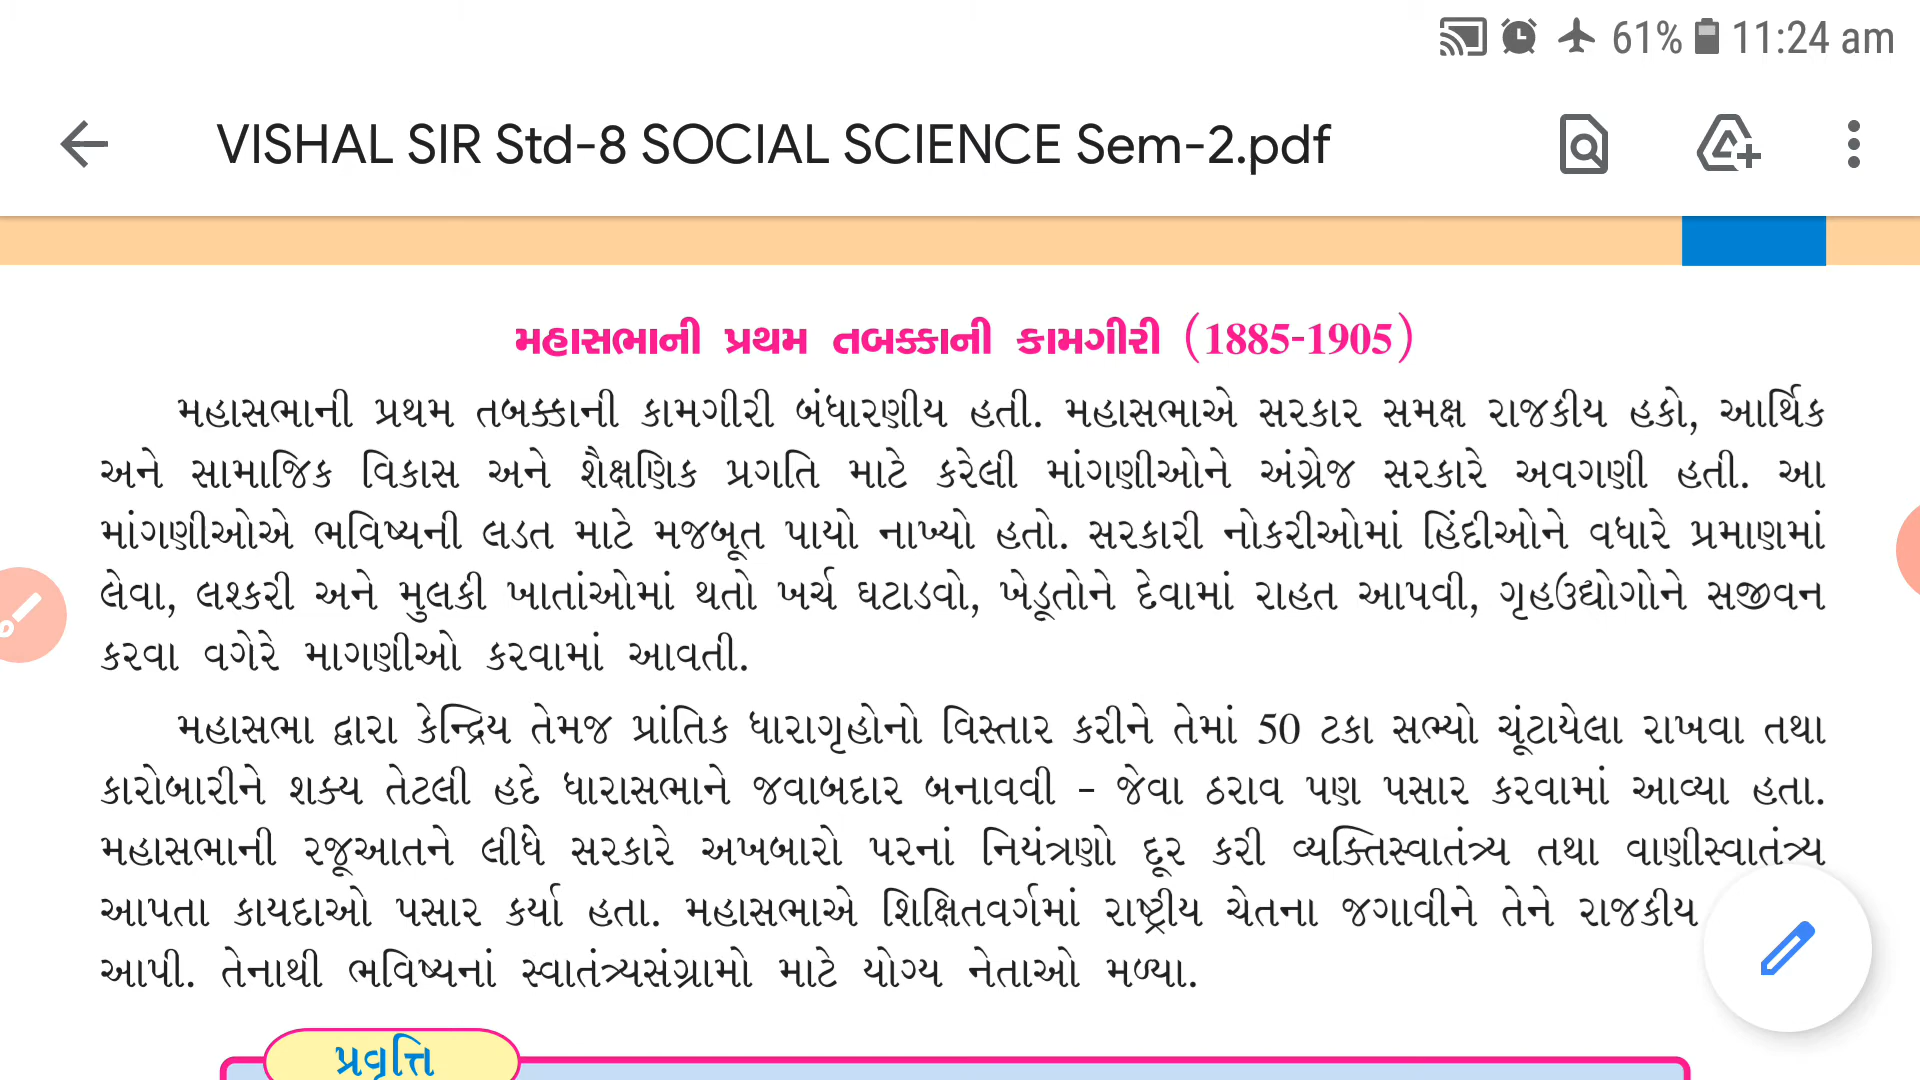 61% 11:24 am
VISHAL SIR Std-8 SOCIAL SCIENCE Sem-2.pdf
મહાસભાની પ્રથમ તબક્કાની કામગીરી (1885-1905)
મહાસભાની પ્રથમ તબક્કાની કામગીરી બંધારણીય હતી. મહાસભાએ સરકાર સમક્ષ રાજકીય હકો, આર્થિક
અને સામાજિક વિકાસ અને શૈક્ષણિક પ્રગતિ માટે કરેલી માંગણીઓને અંગ્રેજ સરકારે અવગણી હતી. આ
માંગણીઓએ ભવિષ્યની લડત માટે મજબૂત પાયો નાખ્યો હતો. સરકારી નોકરીઓમાં હિંદીઓને વધારે પ્રમાણમાં
લેવા, લશ્કરી અને મુલકી ખાતાંઓમાં થતો ખર્ચ ઘટાડવો, ખેડૂતોને દેવામાં રાહત આપવી, ગૃહઉદ્યોગોને સજીવન
કરવા વગેરે માગણીઓ કરવામાં આવતી.
મહાસભા દ્વારા કેન્દ્રિય તેમજ પ્રાંતિક ધારાગૃહોનો વિસ્તાર કરીને તેમાં 50 ટકા સભ્યો ચૂંટાયેલા રાખવા તથા
કારોબારીને શક્ય તેટલી હદે ધારાસભાને જવાબદાર બનાવવી – જેવા ઠરાવ પણ પસાર કરવામાં આવ્યા હતા.
મહાસભાની રજૂઆતને લીધે સરકારે અખબારો પરનાં નિયંત્રણો દૂર કરી વ્યક્તિસ્વાતંત્ર્ય તથા વાણીસ્વાતંત્ર્ય
આપતા કાયદાઓ પસાર કર્યા હતા. મહાસભાએ શિક્ષિતવર્ગમાં રાષ્ટ્રીય ચેતના જગાવીને તેને રાજકીય
આપી. તેનાથી ભવિષ્યનાં સ્વાતંત્ર્યસંગ્રામો માટે યોગ્ય નેતાઓ મળ્યા.
પ્રવૃત્તિ